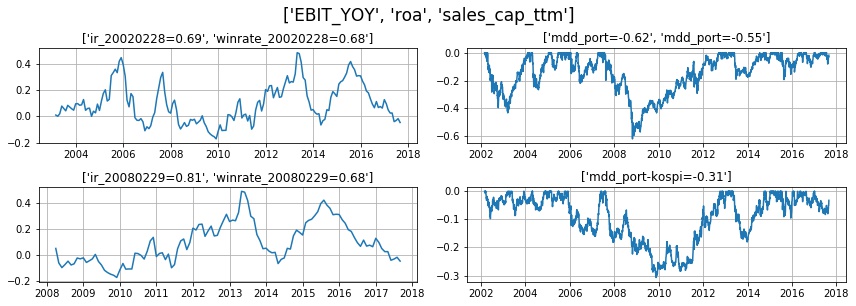 ['EBIT_YOY', 'roa', 'sales_cap_ttm']
['ir_20020228=0.69', 'winrate_20020228=0.68']
0.4
0.2
0.0
−0.2
2004 2006 2008 2010 2012 2014 2016 2018
['mdd_port=-0.62', 'mdd_port=-0.55']
0.0
−0.2
−0.4
−0.6
2002 2004 2006 2008 2010 2012 2014 2016 2018
['ir_20080229=0.81', 'winrate_20080229=0.68']
0.4
0.2
0.0
−0.2
2008 2009 2010 2011 2012 2013 2014 2015 2016 2017 2018
['mdd_port-kospi=-0.31']
0.0
−0.1
−0.2
−0.3
2002 2004 2006 2008 2010 2012 2014 2016 2018